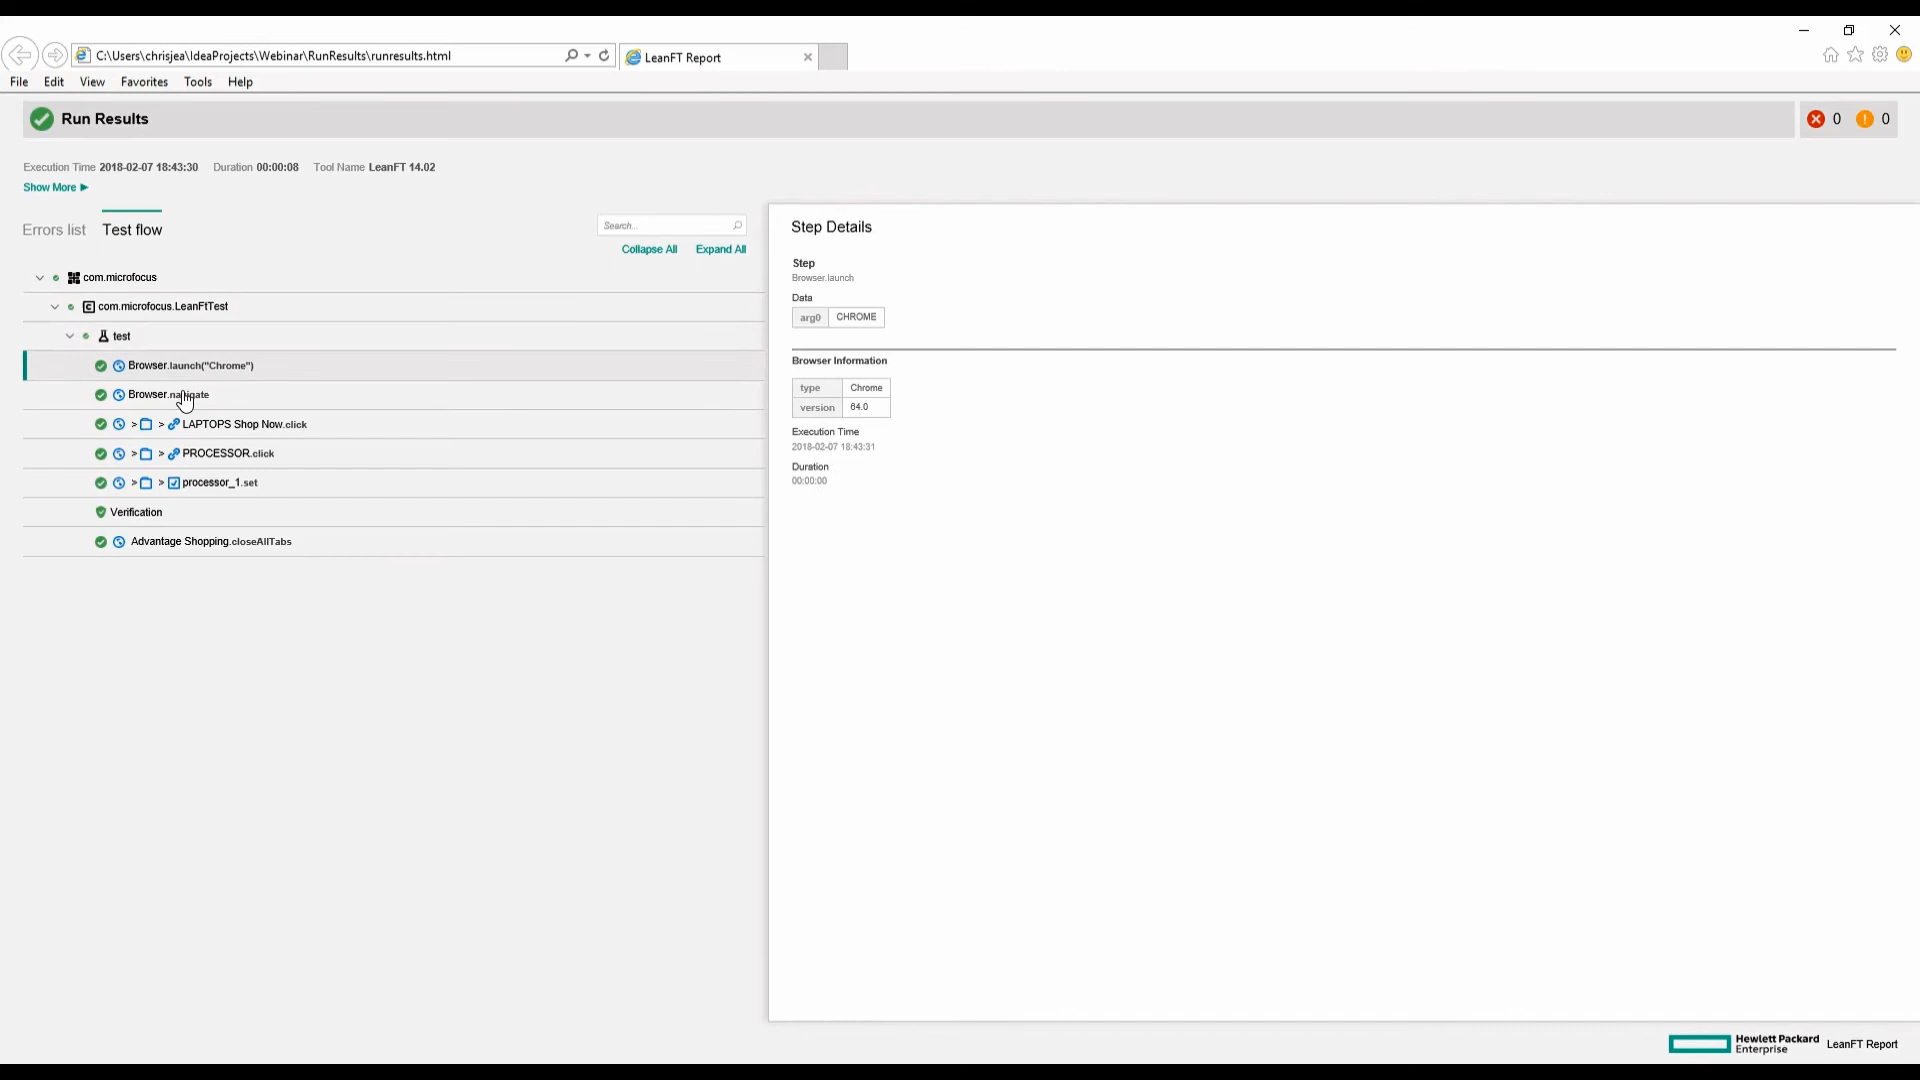 C:\Users\chrisjea\IdeaProjects\Webinar\RunResults\runresults.html
LeanFT Report
File Edit View Favorites Tools Help
Run Results
0 0
Execution Time 2018-02-07 18:43:30 Duration 00:00:08 Tool Name LeanFT 14.02
Show More
Errors list Test flow
Search...
Collapse All Expand All
com.microfocus
com.microfocus.LeanFtTest
test
Browser.launch("Chrome")
Browser.navigate
> > LAPTOPS Shop Now.click
> > PROCESSOR.click
> > processor_1.set
Verification
Advantage Shopping.closeAllTabs
Step Details
Step
Browser.launch
Data
arg0 CHROME
Browser Information
type Chrome
version 64.0
Execution Time
2018-02-07 18:43:31
Duration
00:00:00
Hewlett Packard
Enterprise
LeanFT Report